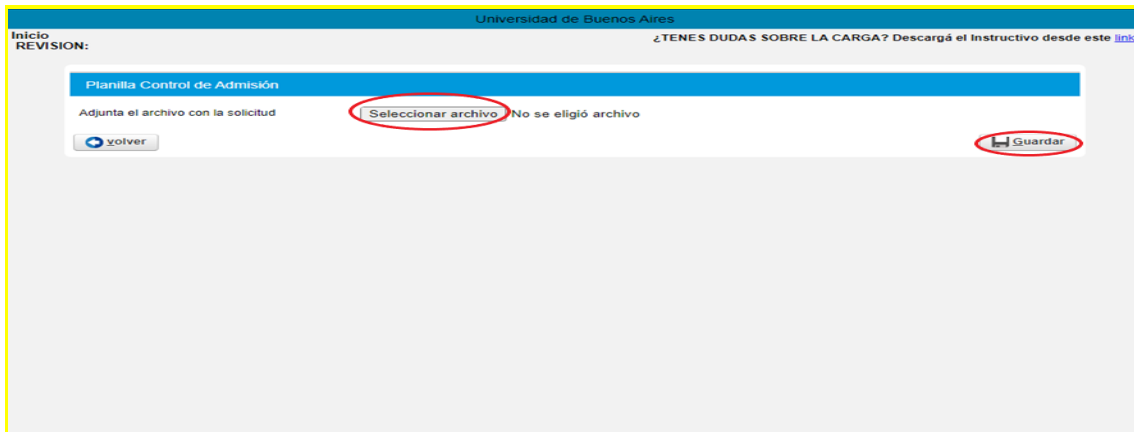 Universidad de Buenos Aires
Inicio
¿TENES DUDAS SOBRE LA CARGA? Descargá el Instructivo desde este link
REVISION:
Planilla Control de Admisión
Adjunta el archivo con la solicitud Seleccionar archivo No se eligió archivo
volver Guardar